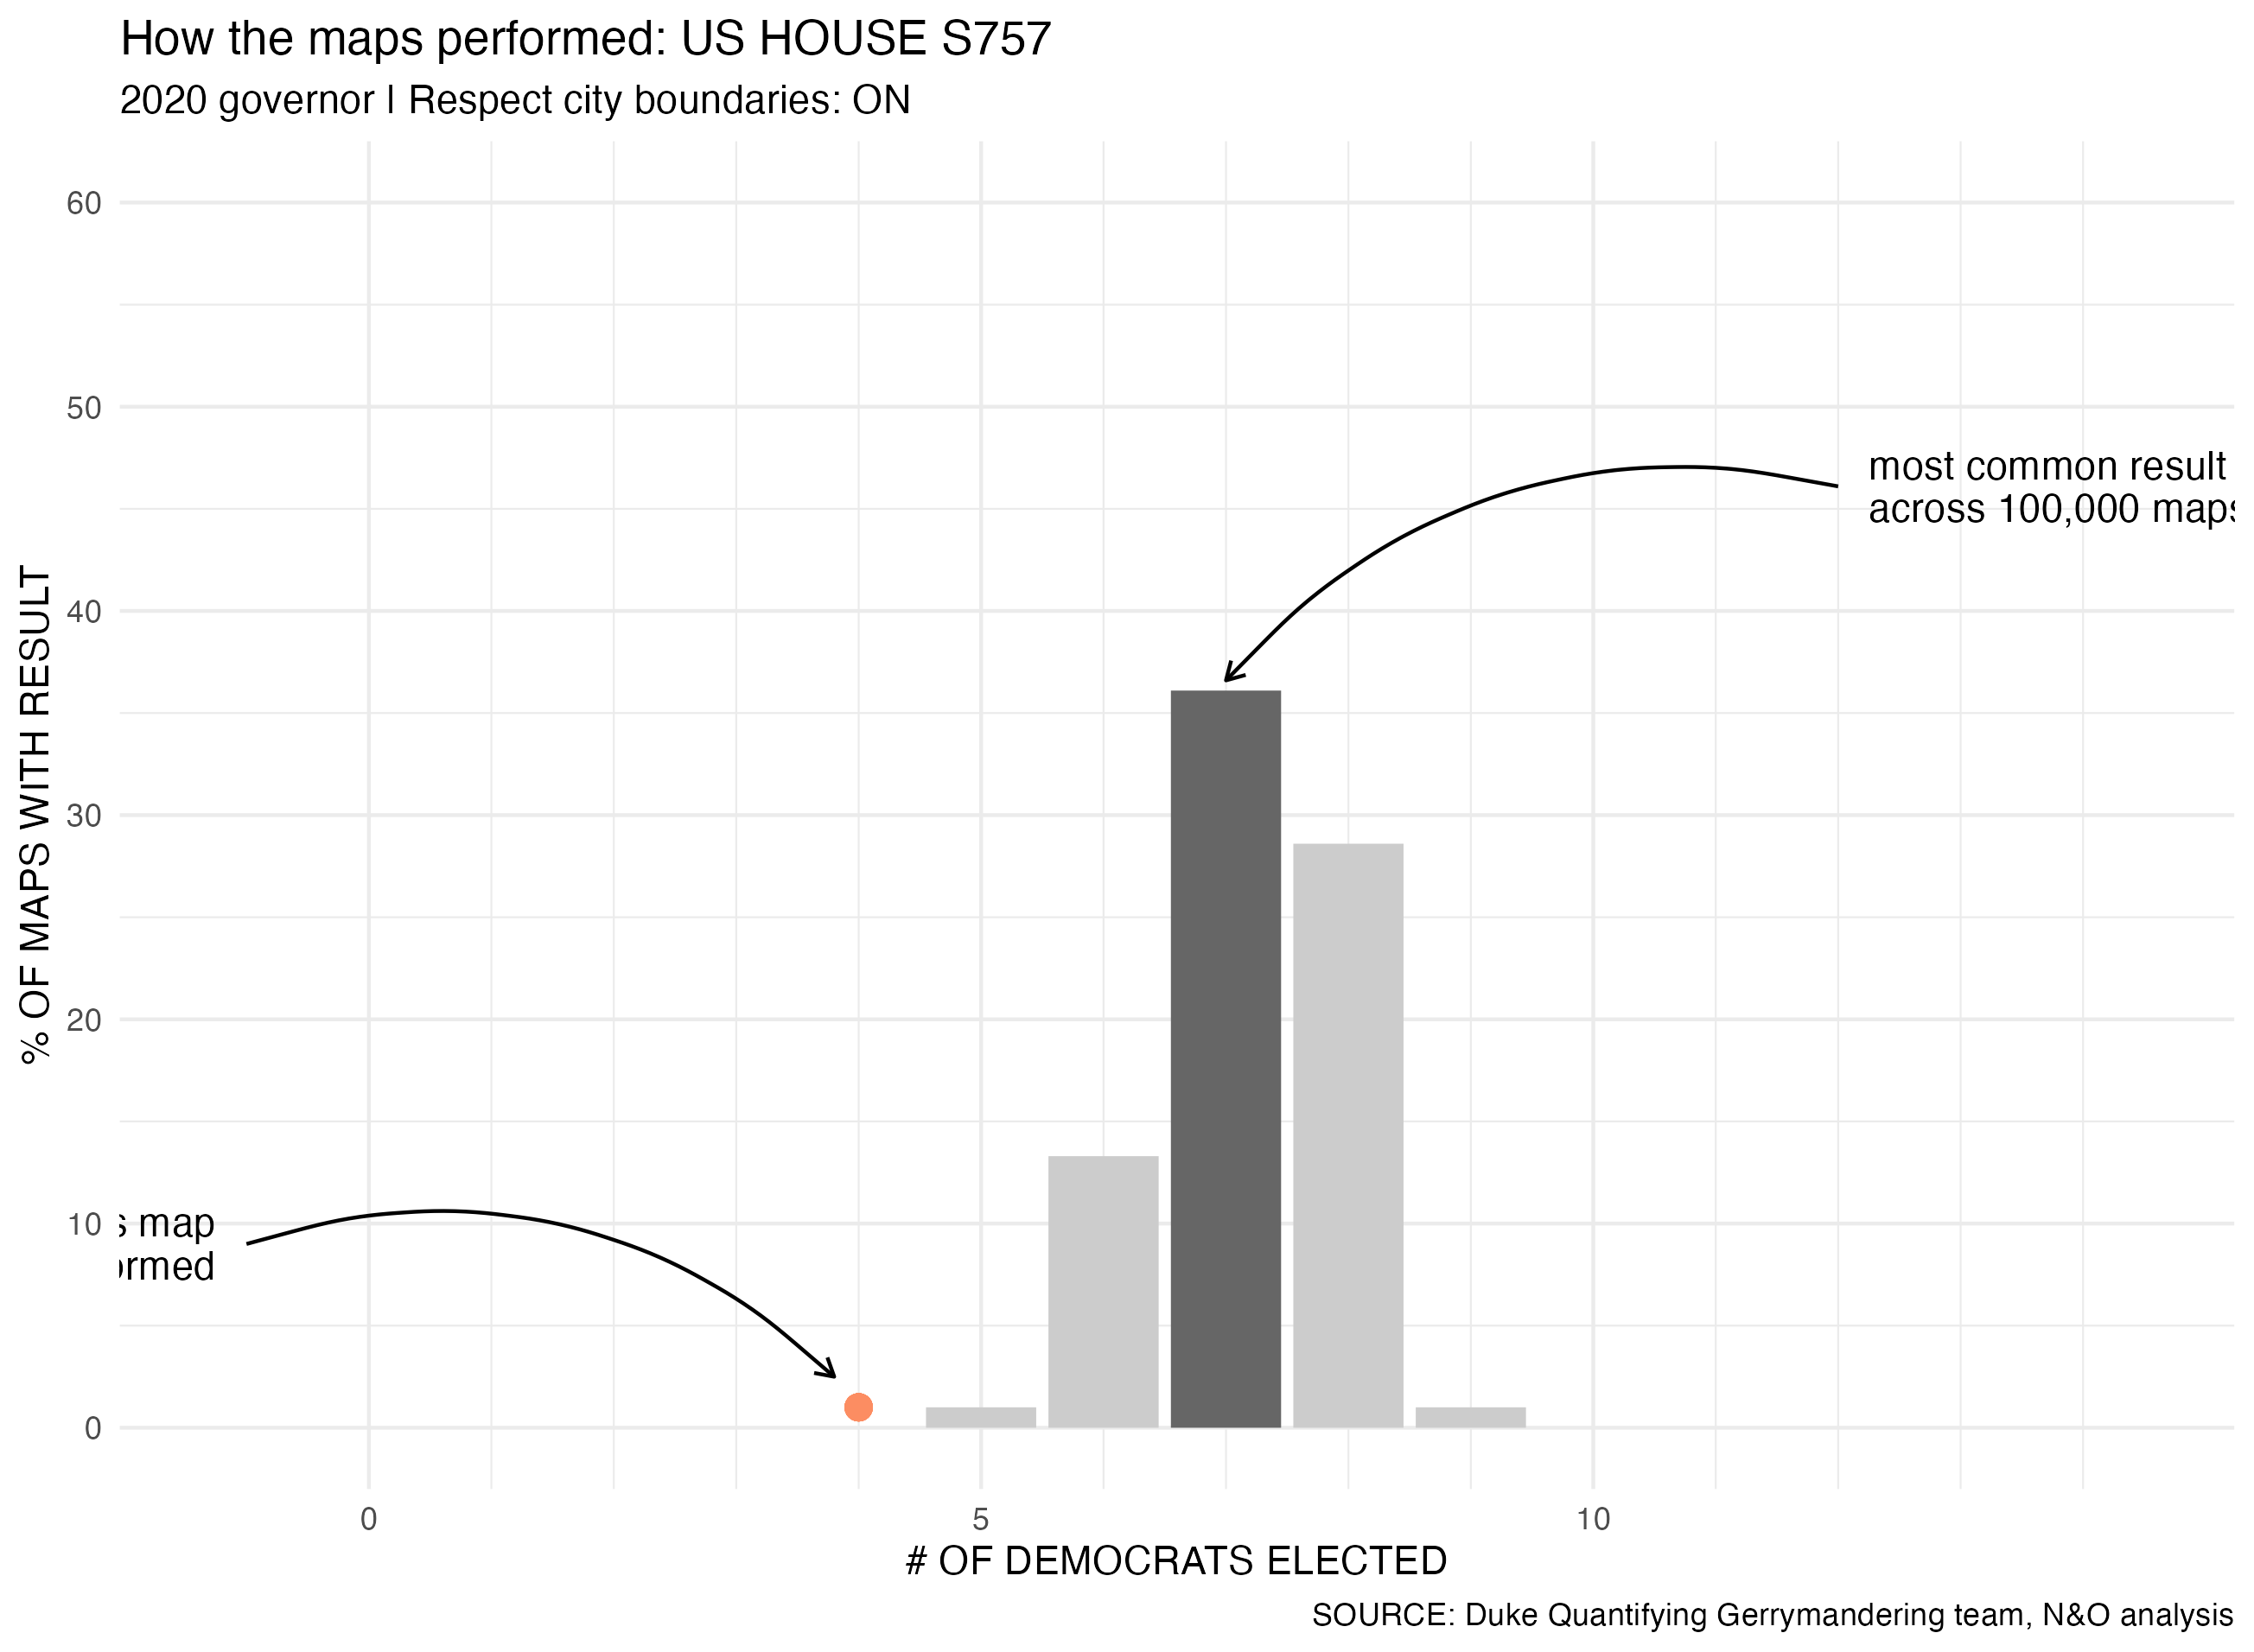 How the maps performed: US HOUSE S757
2020 governor | Respect city boundaries: ON
% OF MAPS WITH RESULT
60
50
40
30
20
10
0
most common result
across 100,000 maps
map
0
5
10
# OF DEMOCRATS ELECTED
SOURCE: Duke Quantifying Gerrymandering team, N&O analysis